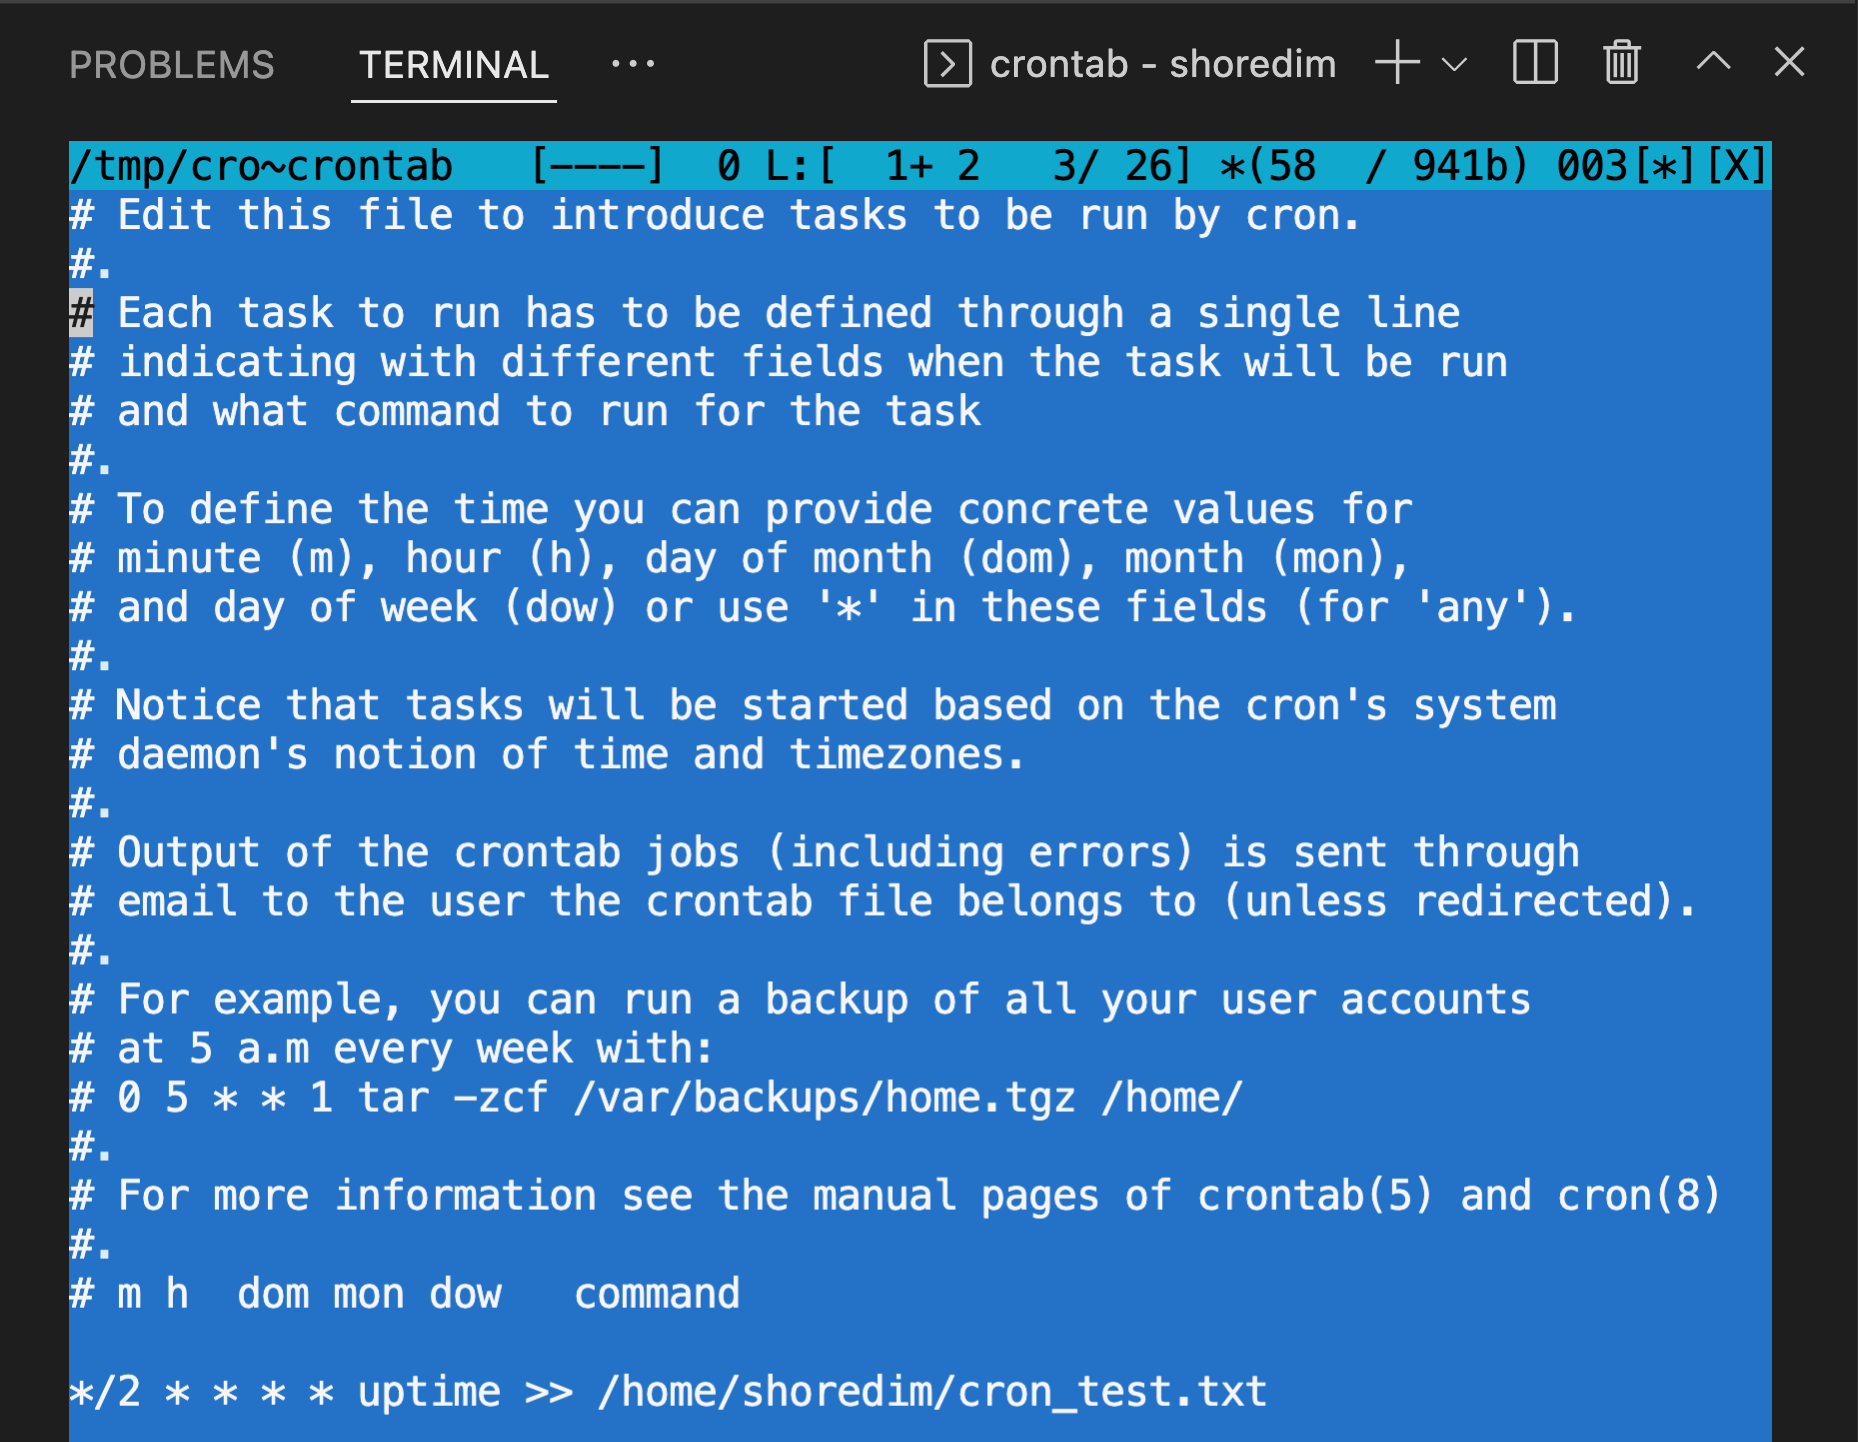 PROBLEMS TERMINAL ··· crontab - shoredim
/tmp/cro~crontab   [----]  0 L:[  1+ 2   3/ 26] *(58  / 941b) 003[*][X]
# Edit this file to introduce tasks to be run by cron.
#.
# Each task to run has to be defined through a single line
# indicating with different fields when the task will be run
# and what command to run for the task
#.
# To define the time you can provide concrete values for
# minute (m), hour (h), day of month (dom), month (mon),
# and day of week (dow) or use '*' in these fields (for 'any').
#.
# Notice that tasks will be started based on the cron's system
# daemon's notion of time and timezones.
#.
# Output of the crontab jobs (including errors) is sent through
# email to the user the crontab file belongs to (unless redirected).
#.
# For example, you can run a backup of all your user accounts
# at 5 a.m every week with:
# 0 5 * * 1 tar -zcf /var/backups/home.tgz /home/
#.
# For more information see the manual pages of crontab(5) and cron(8)
#.
# m h  dom mon dow   command
*/2 * * * * uptime >> /home/shoredim/cron_test.txt